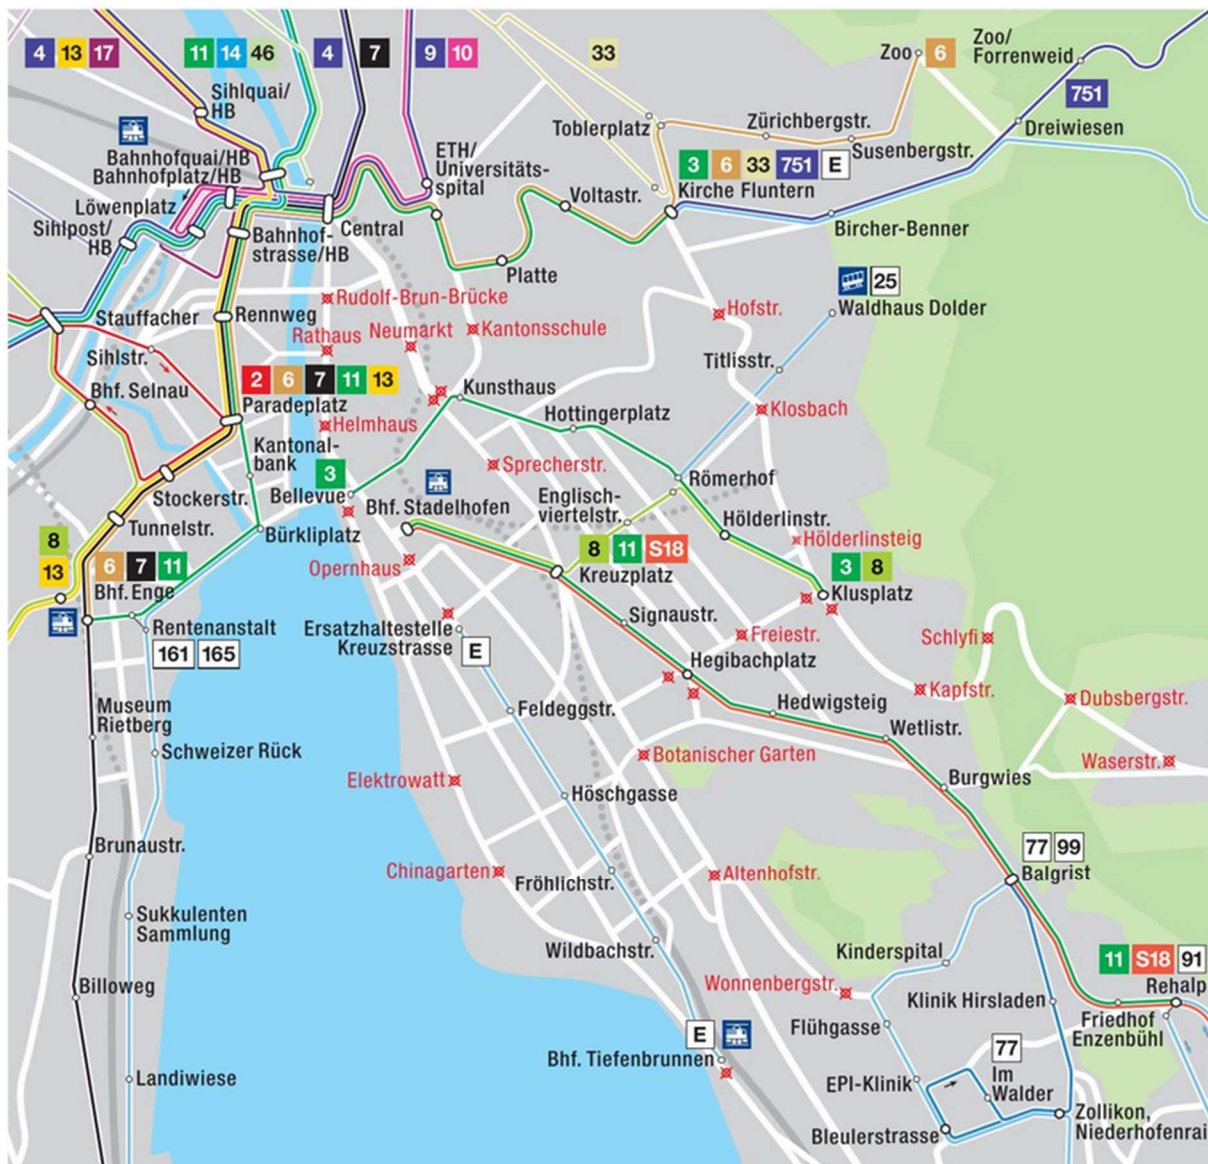 4 13 17
11 14 46
4 7
9 10
33
Zoo
6
Zoo/
Forrenweid
751
Sihlquai/
HB
Bahnhofquai/HB
Bahnhofplatz/HB
Löwenplatz
Sihlpost/
HB
Bahnhof-
strasse/HB
Central
ETH/
Universitäts-
spital
Platte
Voltastr.
Toblerplatz
Zürichbergstr.
Susenbergstr.
Dreiwiesen
3 6 33 751 E
Kirche Fluntern
Bircher-Benner
25
Waldhaus Dolder
Stauffacher
Rennweg
Rudolf-Brun-Brücke
Rathaus
Neumarkt
Kantonsschule
Hofstr.
Titlisstr.
Sihlstr.
Bhf. Selnau
2 6 7 11 13
Paradeplatz
Helmhaus
Kunsthaus
Hottingerplatz
Klosbach
Kantonal-
bank
3
Bellevue
Bhf. Stadelhofen
Sprecherstr.
Englisch-
viertelstr.
Römerhof
Stockerstr.
Tunnelstr.
Bürkliplatz
Hölderlinstr.
Hölderlinsteig
8
13
6 7 11
Bhf. Enge
Opernhaus
8 11 S18
Kreuzplatz
3 8
Klusplatz
Rentenanstalt
161 165
Ersatzhaltestelle
Kreuzstrasse
E
Signaustr.
Freiestr.
Schlyfi
Hegibachplatz
Kapfstr.
Dubsbergstr.
Museum
Rietberg
Feldeggstr.
Hedwigsteig
Wetlistr.
Schweizer Rück
Botanischer Garten
Waserstr.
Elektrowatt
Höschgasse
Burgwies
Brunaustr.
77 99
Balgrist
Chinagarten
Fröhlichstr.
Altenhofstr.
Sukkulenten
Sammlung
Wildbachstr.
Kinderspital
11 S18 91
Rehalp
Billoweg
Wonnenbergstr.
Klinik Hirsladen
Flühgasse
Friedhof
Enzenbühl
E
Bhf. Tiefenbrunnen
77
Im
Walder
Landiwiese
EPI-Klinik
Bleulerstrasse
Zollikon,
Niederhofenrai